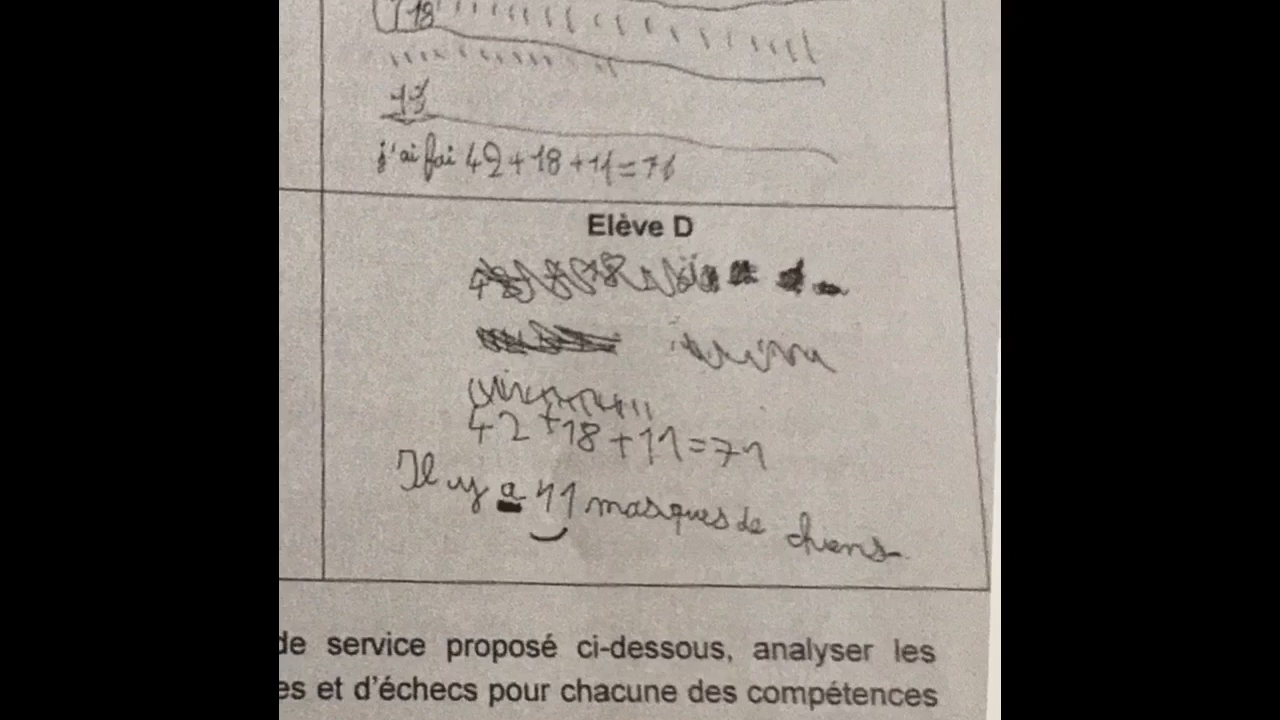 18
j'ai fai 42+18+11=71
Elève D
42+18+11=71
Il y a 11 masques de chiens
de service proposé ci-dessous, analyser les
es et d'échecs pour chacune des compétences